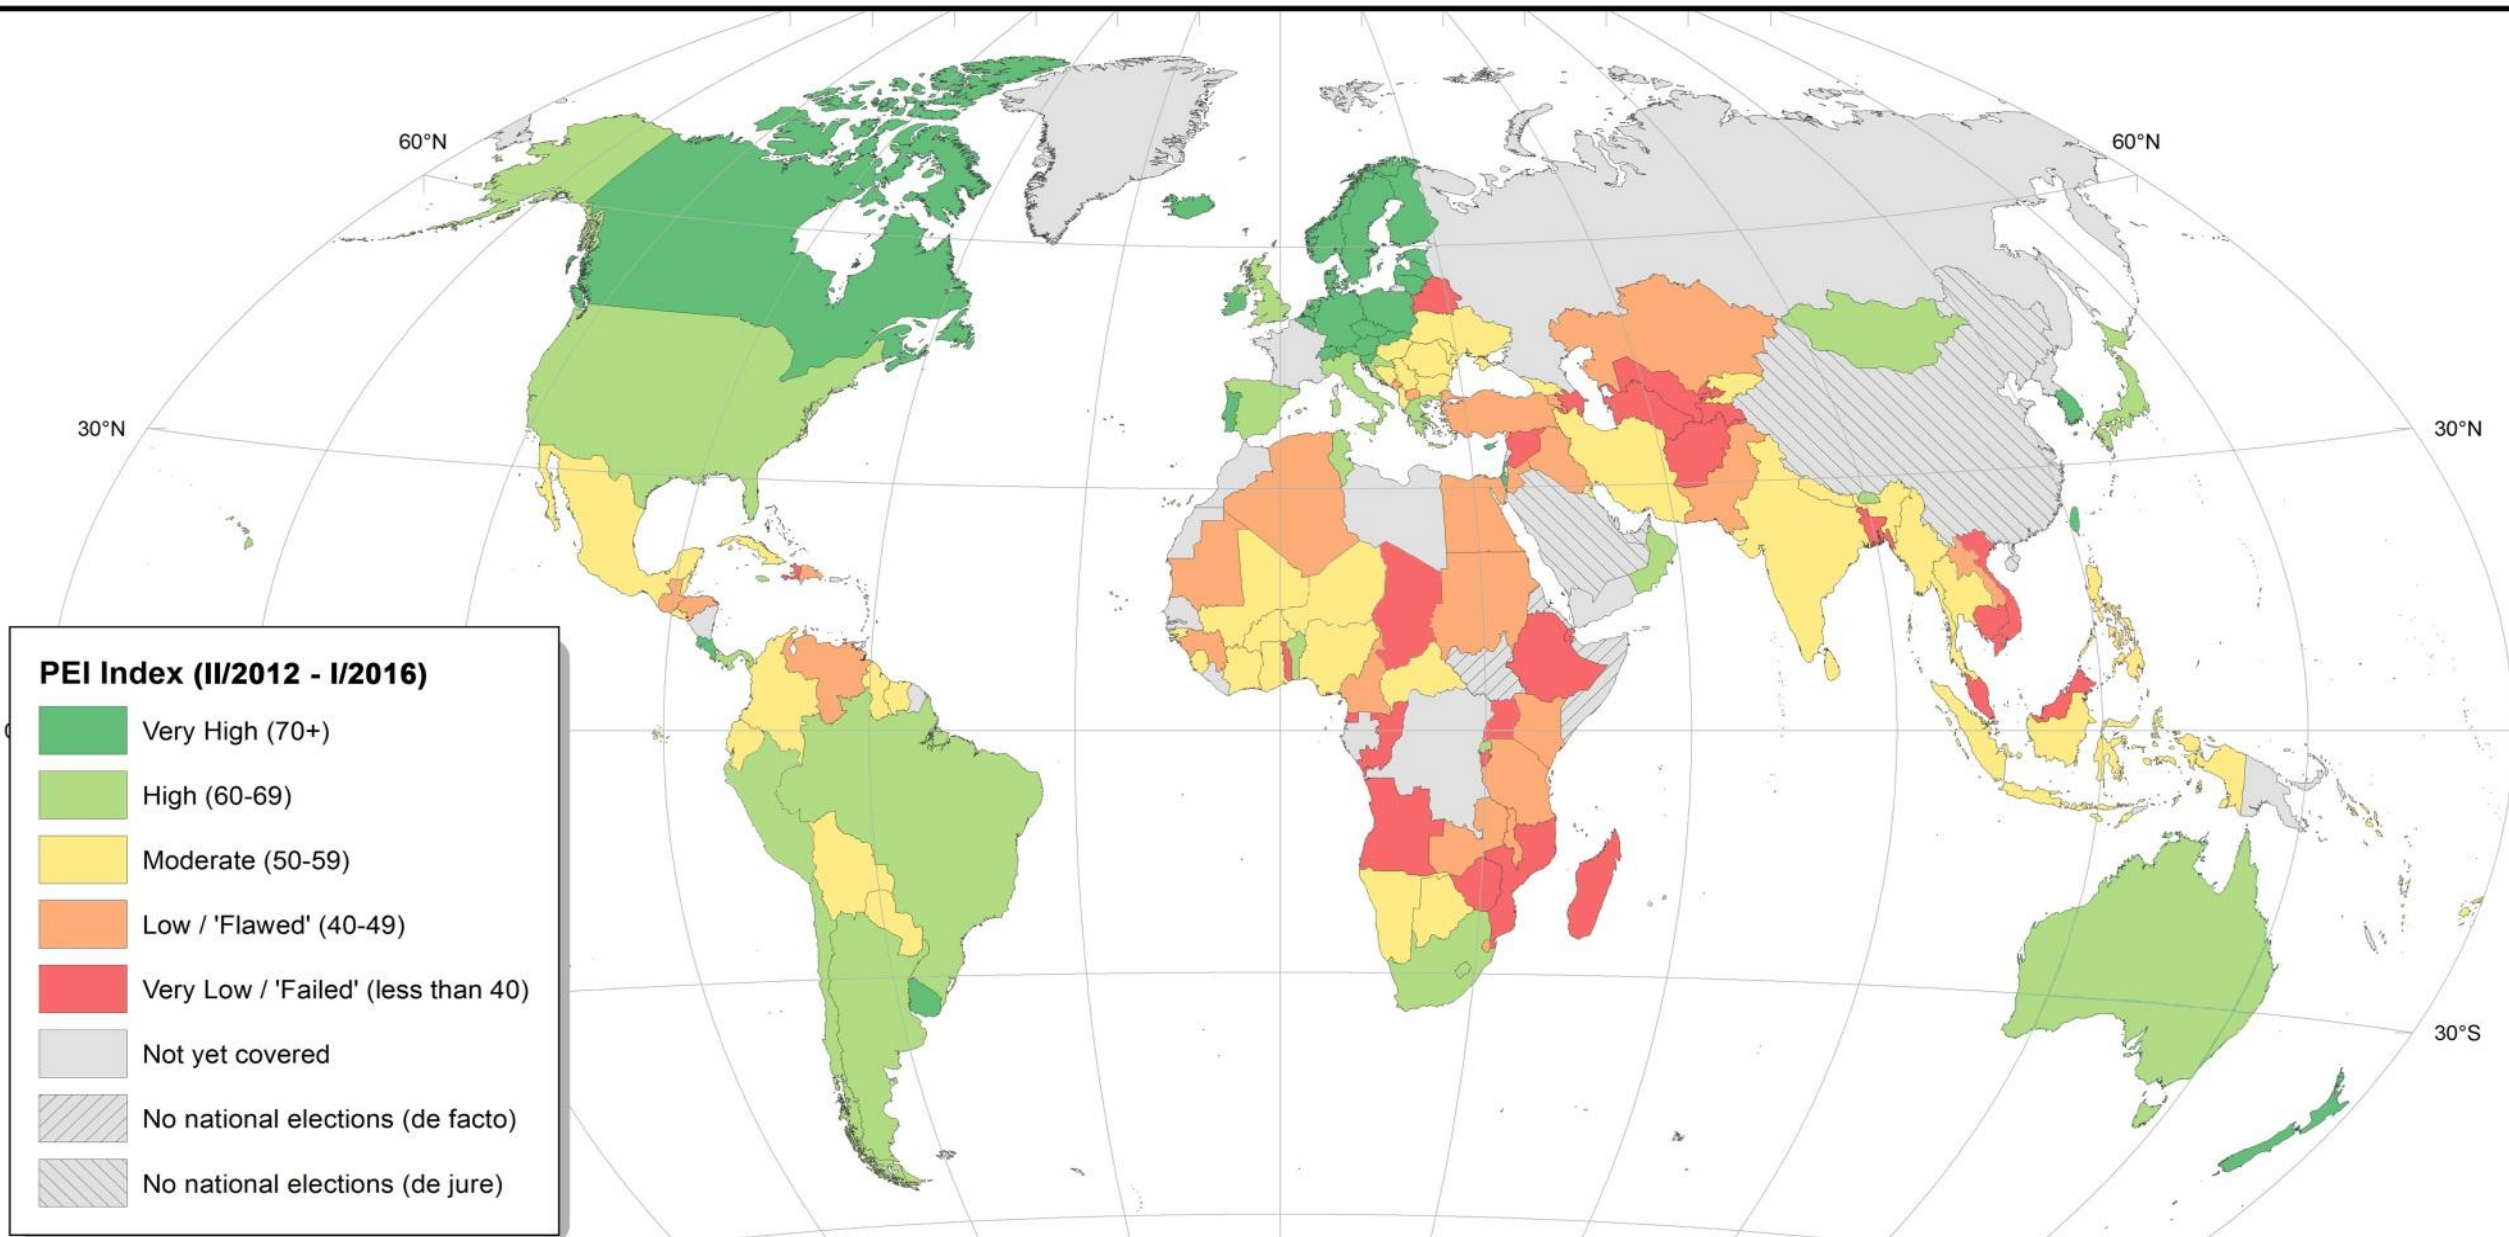 60°N
60°N
30°N
30°N
PEI Index (II/2012 - I/2016)
Very High (70+)
High (60-69)
Moderate (50-59)
Low / 'Flawed' (40-49)
Very Low / 'Failed' (less than 40)
Not yet covered
No national elections (de facto)
No national elections (de jure)
30°S